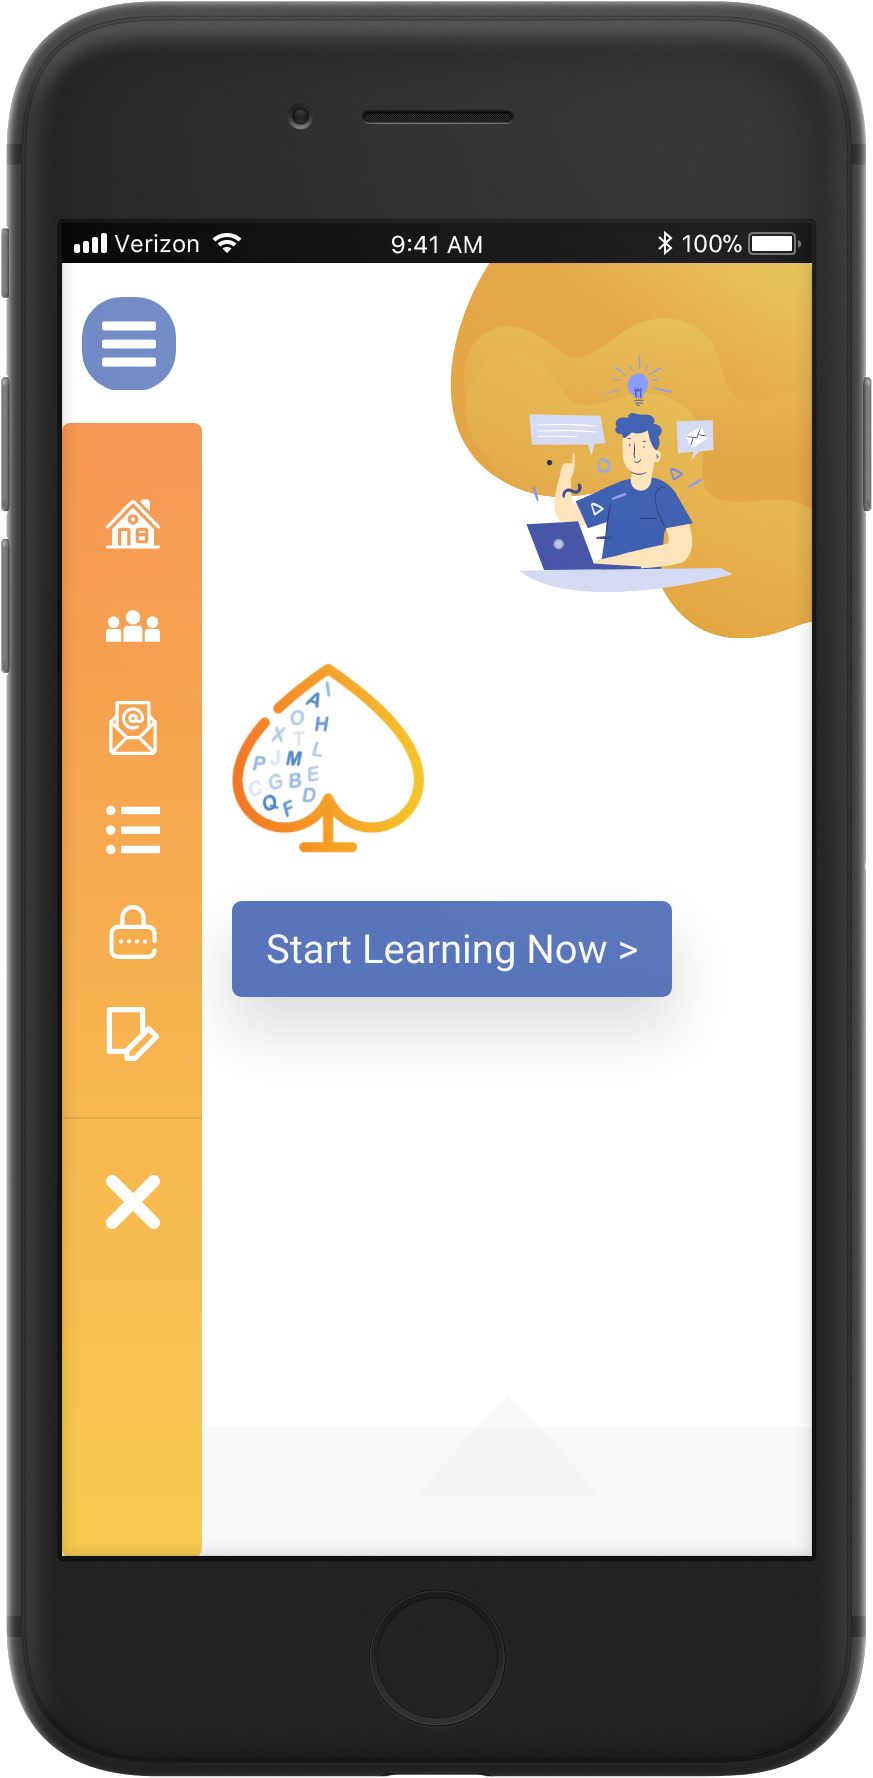 Verizon 9:41 AM 100%
I
A
O H
X T
L
P J M
C G B E
Q F D
Start Learning Now >